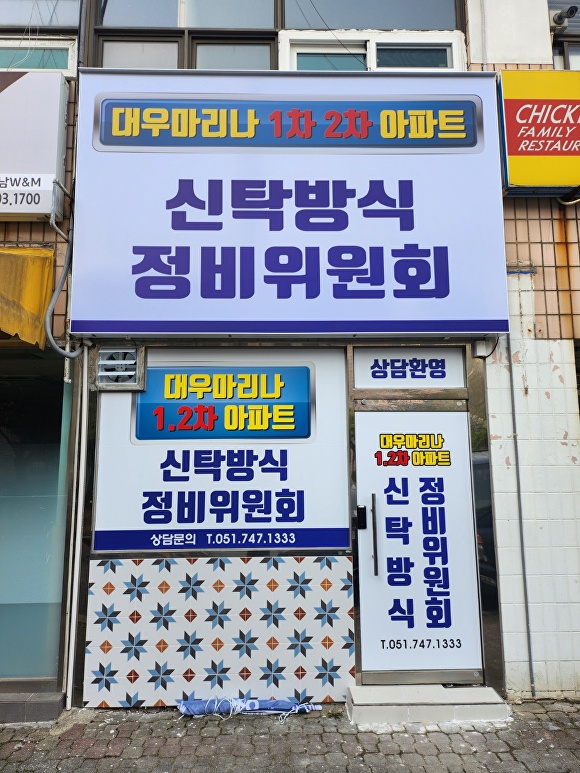 대우마리나 1차 2차 아파트
신탁방식
정비위원회
남W&M
93.1700
CHICKE
FAMILY
RESTAUR
대우마리나
1.2차 아파트
신탁방식
정비위원회
상담문의 T.051.747.1333
상담환영
대우마리나
1.2차 아파트
신탁방식
정비위원회
T.051.747.1333